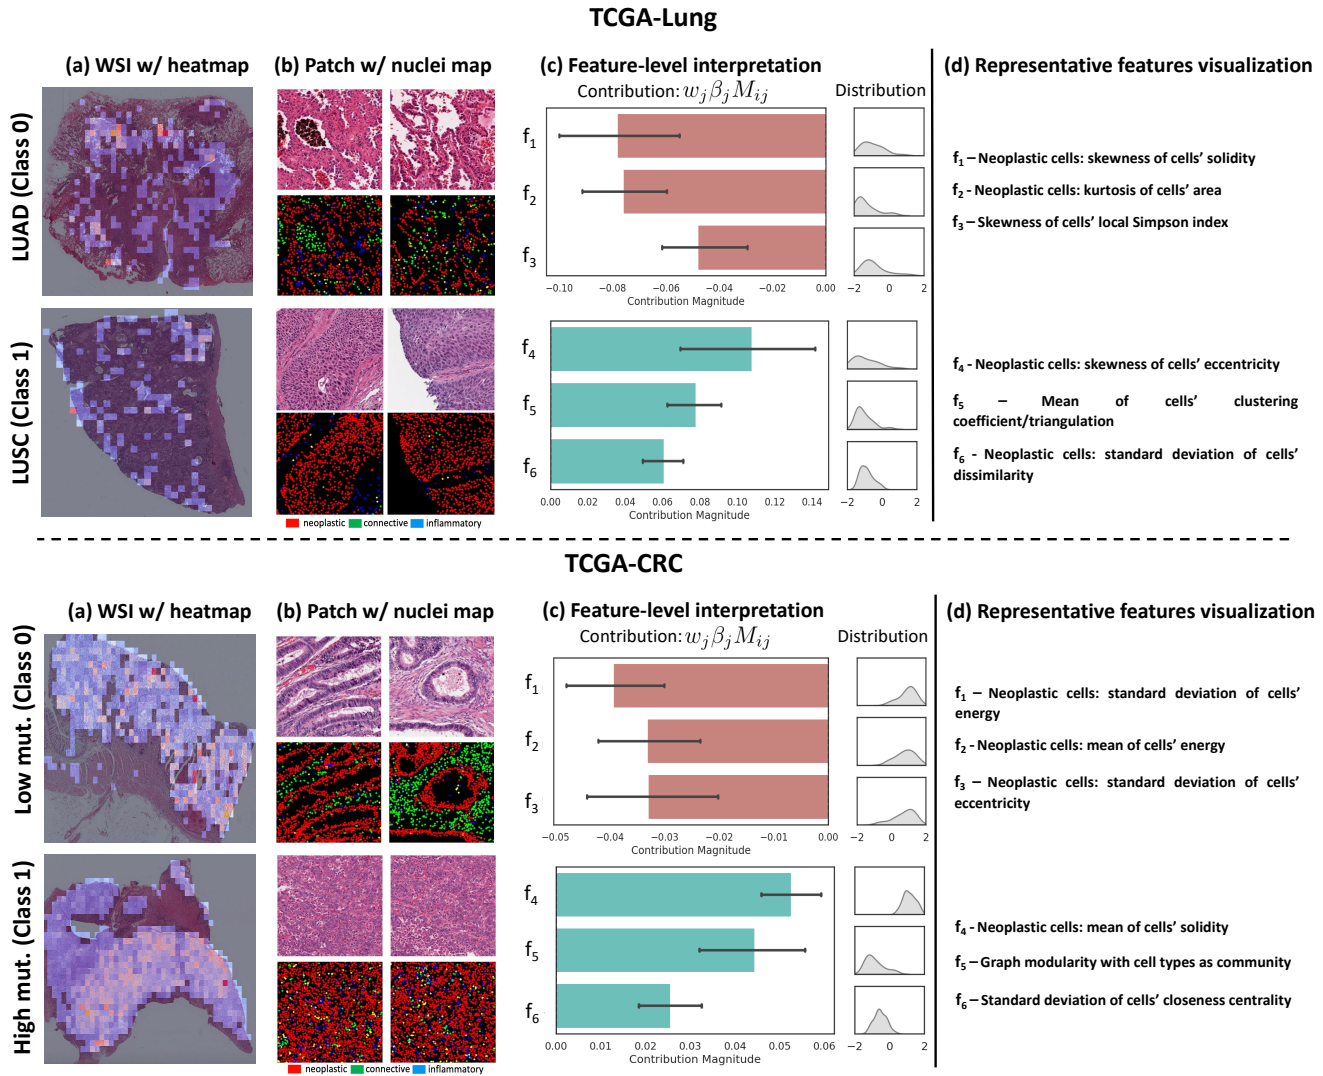 TCGA-Lung
(a) WSI w/ heatmap
(b) Patch w/ nuclei map
(c) Feature-level interpretation
(d) Representative features visualization
Contribution: wⱼβⱼMᵢⱼ
Distribution
LUAD (Class 0)
f₁
f₂
f₃
−0.10 −0.08 −0.06 −0.04 −0.02 0.00
Contribution Magnitude
−2 0 2
f₁ – Neoplastic cells: skewness of cells’ solidity
f₂ - Neoplastic cells: kurtosis of cells’ area
f₃ – Skewness of cells’ local Simpson index
LUSC (Class 1)
f₄
f₅
f₆
0.00 0.02 0.04 0.06 0.08 0.10 0.12 0.14
Contribution Magnitude
−2 0 2
f₄ - Neoplastic cells: skewness of cells’ eccentricity
f₅ – Mean of cells’ clustering
coefficient/triangulation
f₆ - Neoplastic cells: standard deviation of cells’
dissimilarity
neoplastic connective inflammatory
TCGA-CRC
(a) WSI w/ heatmap
(b) Patch w/ nuclei map
(c) Feature-level interpretation
(d) Representative features visualization
Contribution: wⱼβⱼMᵢⱼ
Distribution
Low mut. (Class 0)
f₁
f₂
f₃
−0.05 −0.04 −0.03 −0.02 −0.01 0.00
Contribution Magnitude
−2 0 2
f₁ – Neoplastic cells: standard deviation of cells’
energy
f₂ - Neoplastic cells: mean of cells’ energy
f₃ – Neoplastic cells: standard deviation of cells’
eccentricity
High mut. (Class 1)
f₄
f₅
f₆
0.00 0.01 0.02 0.03 0.04 0.05 0.06
Contribution Magnitude
−2 0 2
f₄ - Neoplastic cells: mean of cells’ solidity
f₅ – Graph modularity with cell types as community
f₆ – Standard deviation of cells’ closeness centrality
neoplastic connective inflammatory